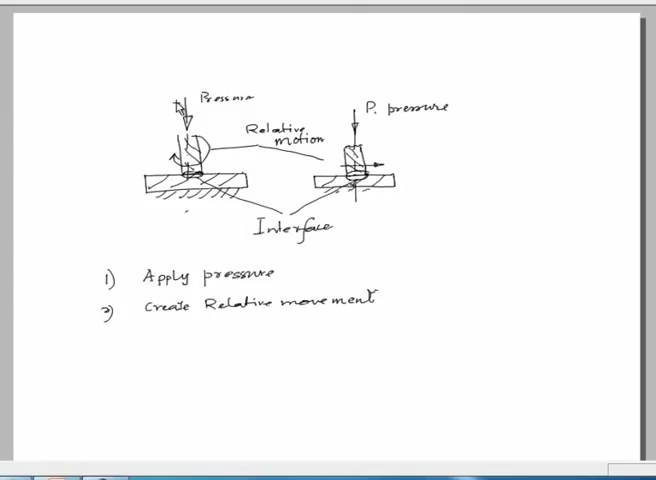 Pressure
P. pressure
Relative
motion
Interface
1) Apply pressure
2) Create Relative movement